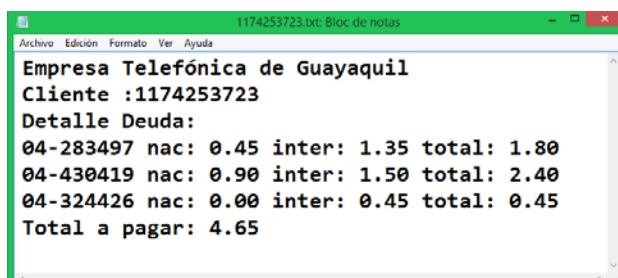 1174253723.txt: Bloc de notas
Archivo Edición Formato Ver Ayuda
Empresa Telefónica de Guayaquil
Cliente :1174253723
Detalle Deuda:
04-283497 nac: 0.45 inter: 1.35 total: 1.80
04-430419 nac: 0.90 inter: 1.50 total: 2.40
04-324426 nac: 0.00 inter: 0.45 total: 0.45
Total a pagar: 4.65